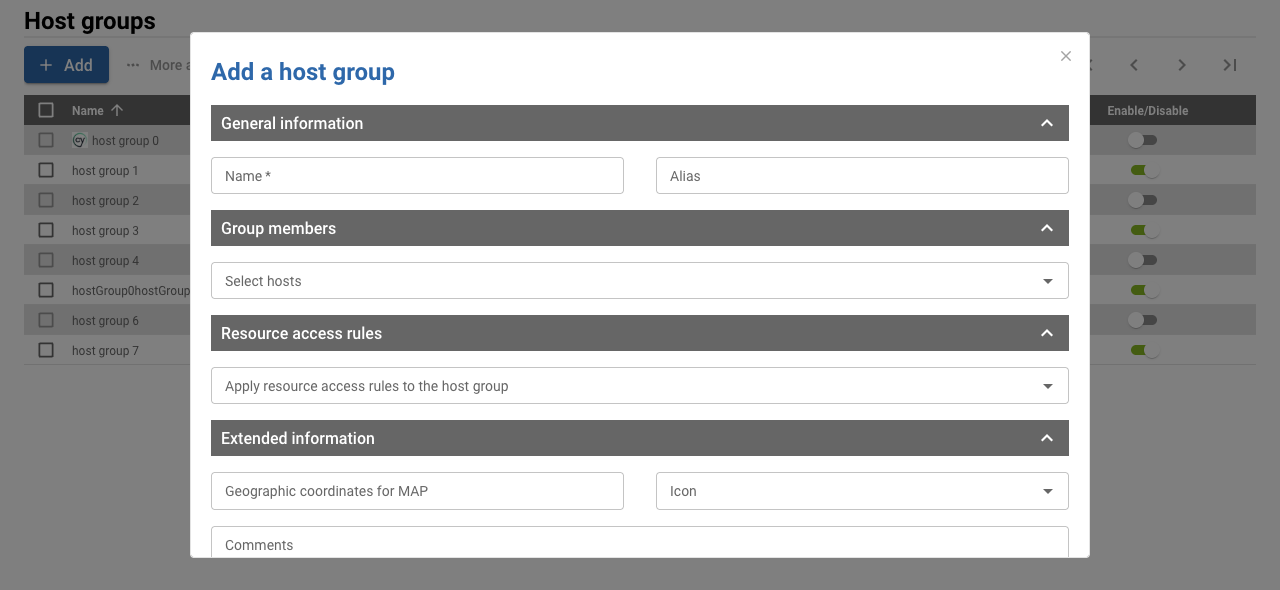 Host groups
Add
More a
Name
Enable/Disable
host group 0
host group 1
host group 2
host group 3
host group 4
hostGroup0hostGroup
host group 6
host group 7
Add a host group
General information
Name *
Alias
Group members
Select hosts
Resource access rules
Apply resource access rules to the host group
Extended information
Geographic coordinates for MAP
Icon
Comments